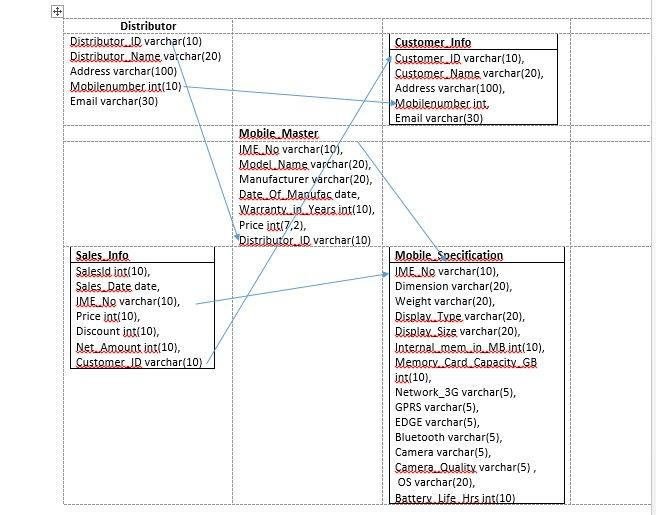 Distributor
Distributor_ID varchar(10)
Distributor_Name varchar(20)
Address varchar(100)
Mobilenumber int(10)
Email varchar(30)
Customer_Info
Customer_ID varchar(10),
Customer_Name varchar(20),
Address varchar(100),
Mobilenumber int,
Email varchar(30)
Mobile_Master
IME_No varchar(10),
Model_Name varchar(20),
Manufacturer varchar(20),
Date_Of_Manufac date,
Warranty_in_Years int(10),
Price int(7,2),
Distributor_ID varchar(10)
Sales_Info
SalesId int(10),
Sales_Date date,
IME_No varchar(10),
Price int(10),
Discount int(10),
Net_Amount int(10),
Customer_ID varchar(10)
Mobile_Specification
IME_No varchar(10),
Dimension varchar(20),
Weight varchar(20),
Display_Type varchar(20),
Display_Size varchar(20),
Internal_mem_in_MB int(10),
Memory_Card_Capacity_GB
int(10),
Network_3G varchar(5),
GPRS varchar(5),
EDGE varchar(5),
Bluetooth varchar(5),
Camera varchar(5),
Camera_Quality varchar(5) ,
OS varchar(20),
Battery_Life_Hrs int(10)